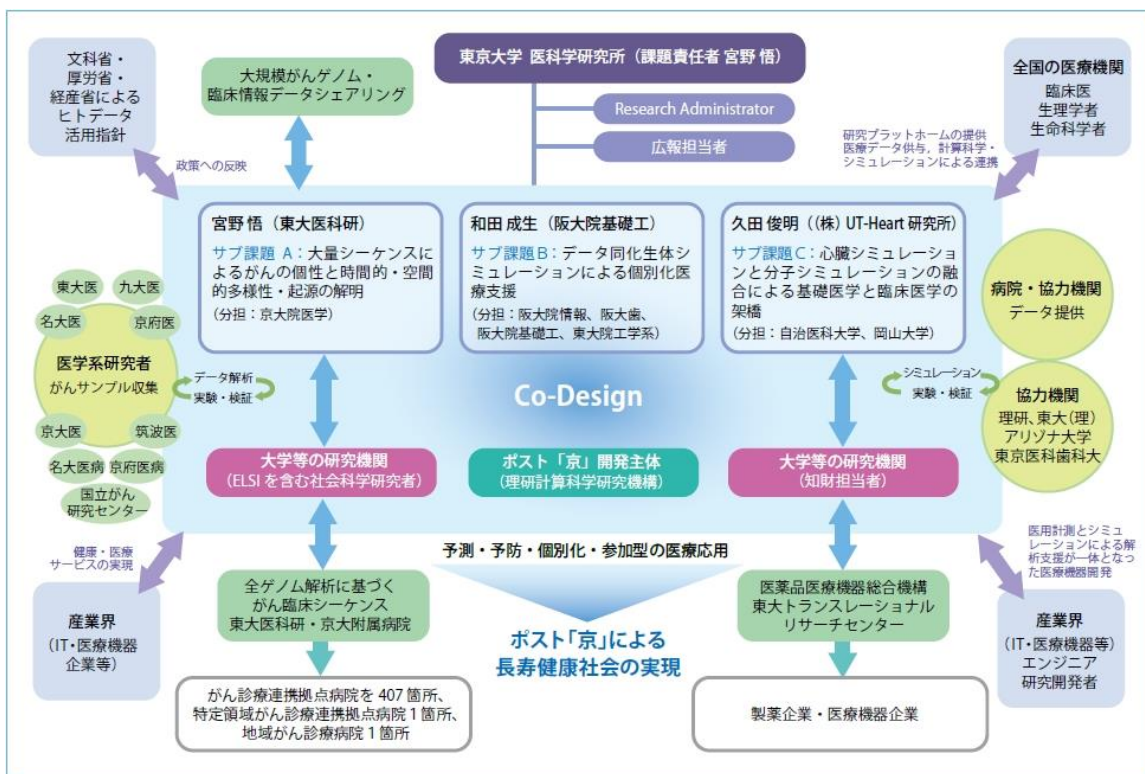 文科省・
厚労省・
経産省による
ヒトデータ
活用指針
大規模がんゲノム・
臨床情報データシェアリング
東京大学 医科学研究所（課題責任者 宮野 悟）
Research Administrator
広報担当者
全国の医療機関
臨床医
生理学者
生命科学者
政策への反映
研究プラットホームの提供
医療データ供与，計算科学・
シミュレーションによる連携
宮野 悟（東大医科研）
サブ課題 A：大量シーケンスに
よるがんの個性と時間的・空間
的多様性・起源の解明
（分担：京大院医学）
和田 成生（阪大院基礎工）
サブ課題B：データ同化生体シ
ミュレーションによる個別化医
療支援
（分担：阪大院情報、阪大歯、
阪大院基礎工、東大院工学系）
久田 俊明（（株）UT-Heart 研究所）
サブ課題C：心臓シミュレーショ
ンと分子シミュレーションの融
合による基礎医学と臨床医学の
架橋
（分担：自治医科大学、岡山大学）
東大医
九大医
名大医
京府医
医学系研究者
がんサンプル収集
京大医
筑波医
名大医病
京府医病
国立がん
研究センター
データ解析
実験・検証
Co-Design
シミュレーション
実験・検証
病院・協力機関
データ提供
協力機関
理研、東大（理）
アリゾナ大学
東京医科歯科大
大学等の研究機関
（ELSI を含む社会科学研究者）
ポスト「京」開発主体
（理研計算科学研究機構）
大学等の研究機関
（知財担当者）
健康・医療
サービスの実現
予測・予防・個別化・参加型の医療応用
医用計測とシミュ
レーションによる解
析支援が一体となっ
た医療機器開発
産業界
（IT・医療機器
企業等）
全ゲノム解析に基づく
がん臨床シーケンス
東大医科研・京大附属病院
ポスト「京」による
長寿健康社会の実現
医薬品医療機器総合機構
東大トランスレーショナル
リサーチセンター
産業界
（IT・医療機器等）
エンジニア
研究開発者
がん診療連携拠点病院を 407 箇所、
特定領域がん診療連携拠点病院 1 箇所、
地域がん診療病院 1 箇所
製薬企業・医療機器企業